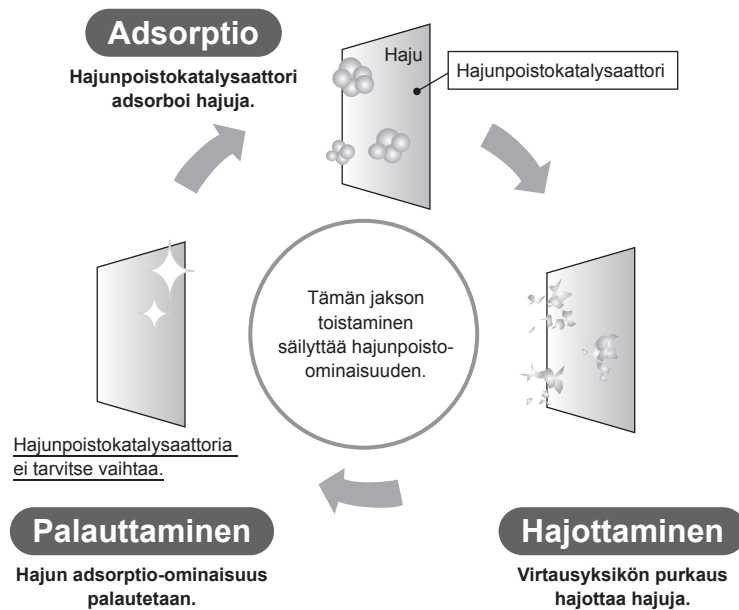 Adsorptio
Hajunpoistokatalysaattori
adsorboi hajuja.
Haju
Hajunpoistokatalysaattori
Tämän jakson
toistaminen
säilyttää hajunpoisto-
ominaisuuden.
Hajunpoistokatalysaattoria
ei tarvitse vaihtaa.
Palauttaminen
Hajun adsorptio-ominaisuus
palautetaan.
Hajottaminen
Virtausyksikön purkaus
hajottaa hajuja.